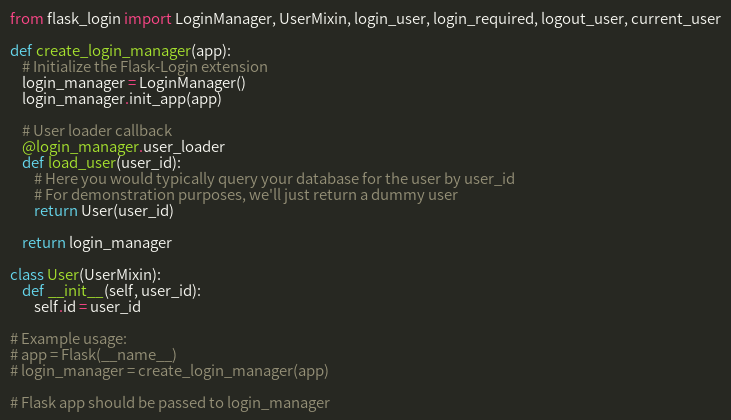 from flask_login import LoginManager, UserMixin, login_user, login_required, logout_user, current_user

def create_login_manager(app):
    # Initialize the Flask-Login extension
    login_manager = LoginManager()
    login_manager.init_app(app)

    # User loader callback
    @login_manager.user_loader
    def load_user(user_id):
        # Here you would typically query your database for the user by user_id
        # For demonstration purposes, we'll just return a dummy user
        return User(user_id)

    return login_manager

class User(UserMixin):
    def __init__(self, user_id):
        self.id = user_id

# Example usage:
# app = Flask(__name__)
# login_manager = create_login_manager(app)

# Flask app should be passed to login_manager